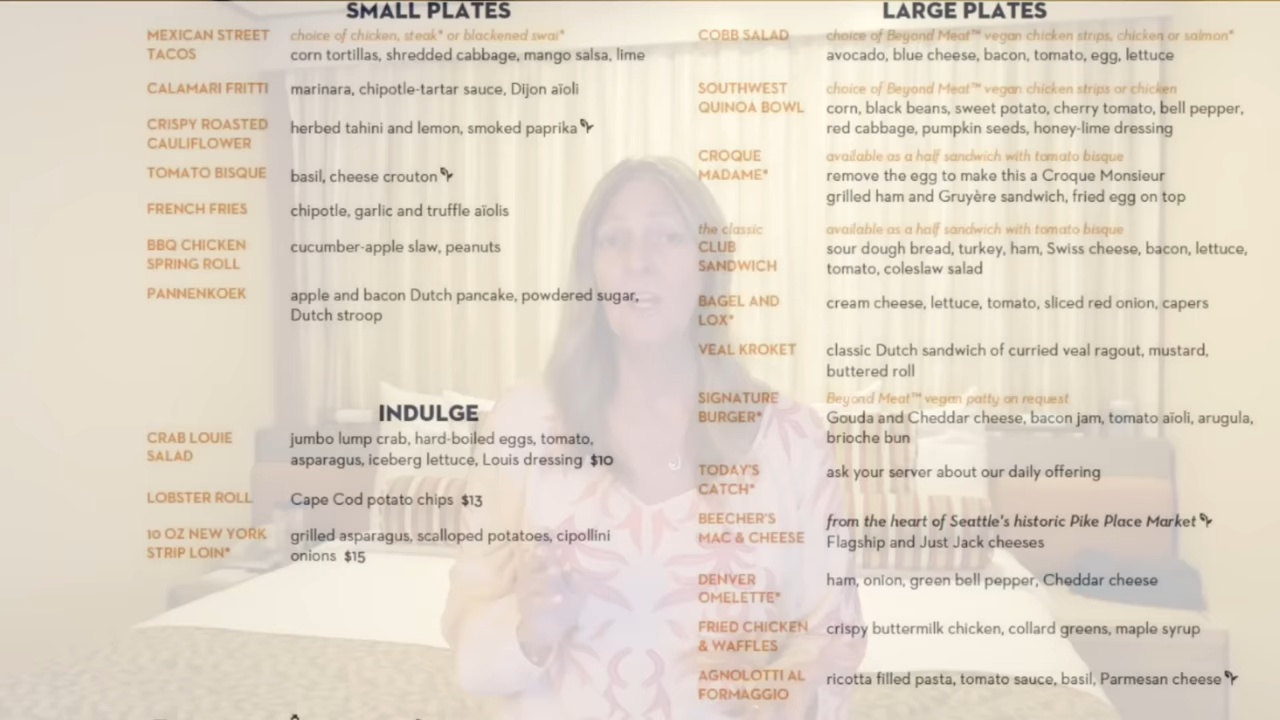 SMALL PLATES
MEXICAN STREET TACOS
choice of chicken, steak* or blackened swai*
corn tortillas, shredded cabbage, mango salsa, lime
CALAMARI FRITTI
marinara, chipotle-tartar sauce, Dijon aïoli
CRISPY ROASTED CAULIFLOWER
herbed tahini and lemon, smoked paprika
TOMATO BISQUE
basil, cheese crouton
FRENCH FRIES
chipotle, garlic and truffle aïolis
BBQ CHICKEN SPRING ROLL
cucumber-apple slaw, peanuts
PANNENKOEK
apple and bacon Dutch pancake, powdered sugar,
Dutch stroop
INDULGE
CRAB LOUIE SALAD
jumbo lump crab, hard-boiled eggs, tomato,
asparagus, iceberg lettuce, Louis dressing $10
LOBSTER ROLL
Cape Cod potato chips $13
10 OZ NEW YORK STRIP LOIN*
grilled asparagus, scalloped potatoes, cipollini
onions $15
LARGE PLATES
COBB SALAD
choice of Beyond Meat™ vegan chicken strips, chicken or salmon*
avocado, blue cheese, bacon, tomato, egg, lettuce
SOUTHWEST QUINOA BOWL
choice of Beyond Meat™ vegan chicken strips or chicken
corn, black beans, sweet potato, cherry tomato, bell pepper,
red cabbage, pumpkin seeds, honey-lime dressing
CROQUE MADAME*
available as a half sandwich with tomato bisque
remove the egg to make this a Croque Monsieur
grilled ham and Gruyère sandwich, fried egg on top
the classic
CLUB SANDWICH
available as a half sandwich with tomato bisque
sour dough bread, turkey, ham, Swiss cheese, bacon, lettuce,
tomato, coleslaw salad
BAGEL AND LOX*
cream cheese, lettuce, tomato, sliced red onion, capers
VEAL KROKET
classic Dutch sandwich of curried veal ragout, mustard,
buttered roll
SIGNATURE BURGER*
Beyond Meat™ vegan patty on request
Gouda and Cheddar cheese, bacon jam, tomato aïoli, arugula,
brioche bun
TODAY'S CATCH*
ask your server about our daily offering
BEECHER'S MAC & CHEESE
from the heart of Seattle's historic Pike Place Market
Flagship and Just Jack cheeses
DENVER OMELETTE*
ham, onion, green bell pepper, Cheddar cheese
FRIED CHICKEN & WAFFLES
crispy buttermilk chicken, collard greens, maple syrup
AGNOLOTTI AL FORMAGGIO
ricotta filled pasta, tomato sauce, basil, Parmesan cheese